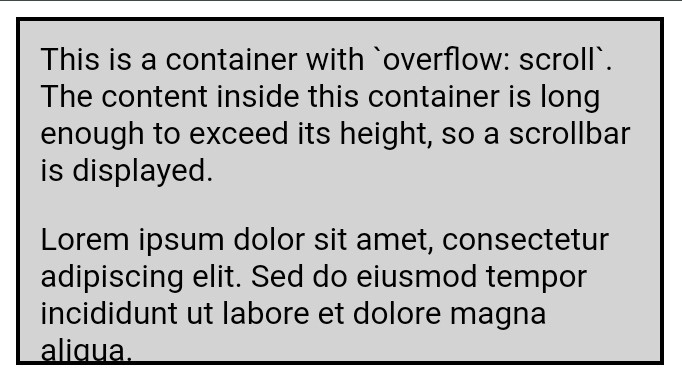 This is a container with `overflow: scroll`.
The content inside this container is long
enough to exceed its height, so a scrollbar
is displayed.
Lorem ipsum dolor sit amet, consectetur
adipiscing elit. Sed do eiusmod tempor
incididunt ut labore et dolore magna
aliqua.